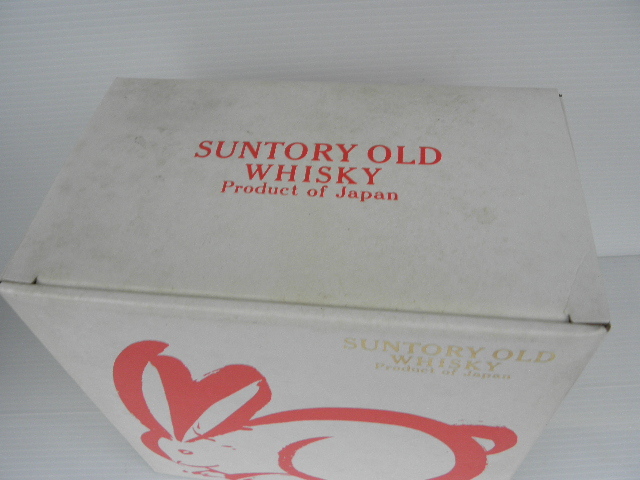 SUNTORY OLD
WHISKY
Product of Japan
SUNTORY OLD
WHISKY
Product of Japan